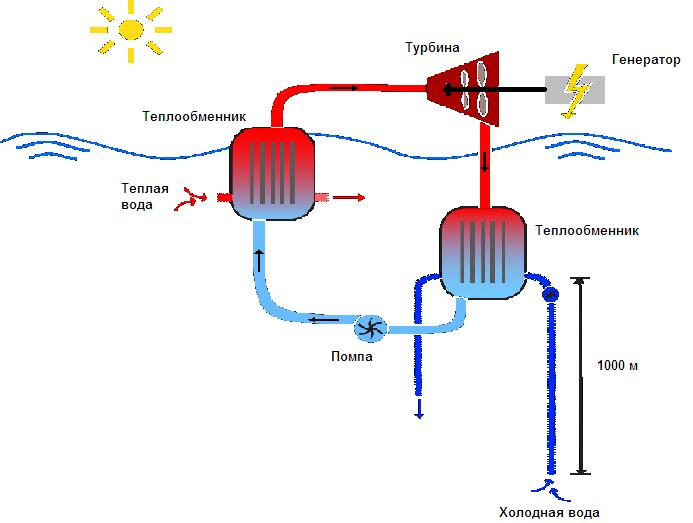 Турбина
Генератор
Теплообменник
Теплая
вода
Теплообменник
Помпа
1000 м
Холодная вода